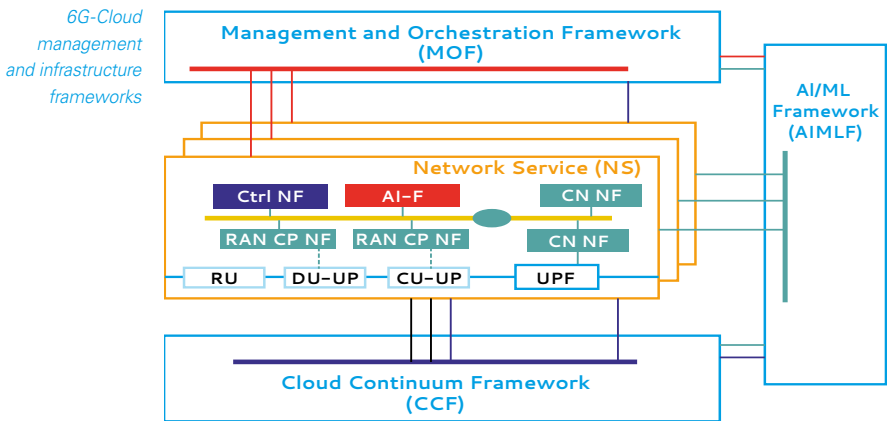 6G-Cloud
management
and infrastructure
frameworks
Management and Orchestration Framework
(MOF)
AI/ML
Framework
(AIMLF)
Network Service (NS)
Ctrl NF
AI-F
CN NF
RAN CP NF
RAN CP NF
CN NF
RU
DU-UP
CU-UP
UPF
Cloud Continuum Framework
(CCF)